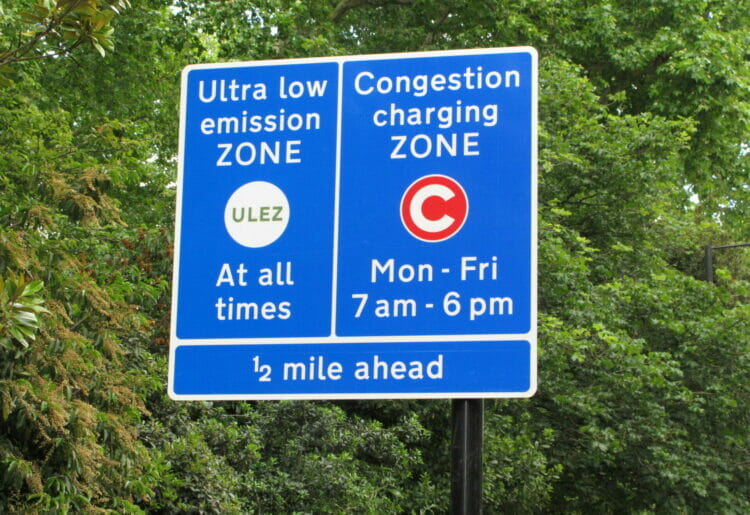 Ultra low
emission
ZONE
ULEZ
At all
times
Congestion
charging
ZONE
C
Mon - Fri
7 am - 6 pm
½ mile ahead